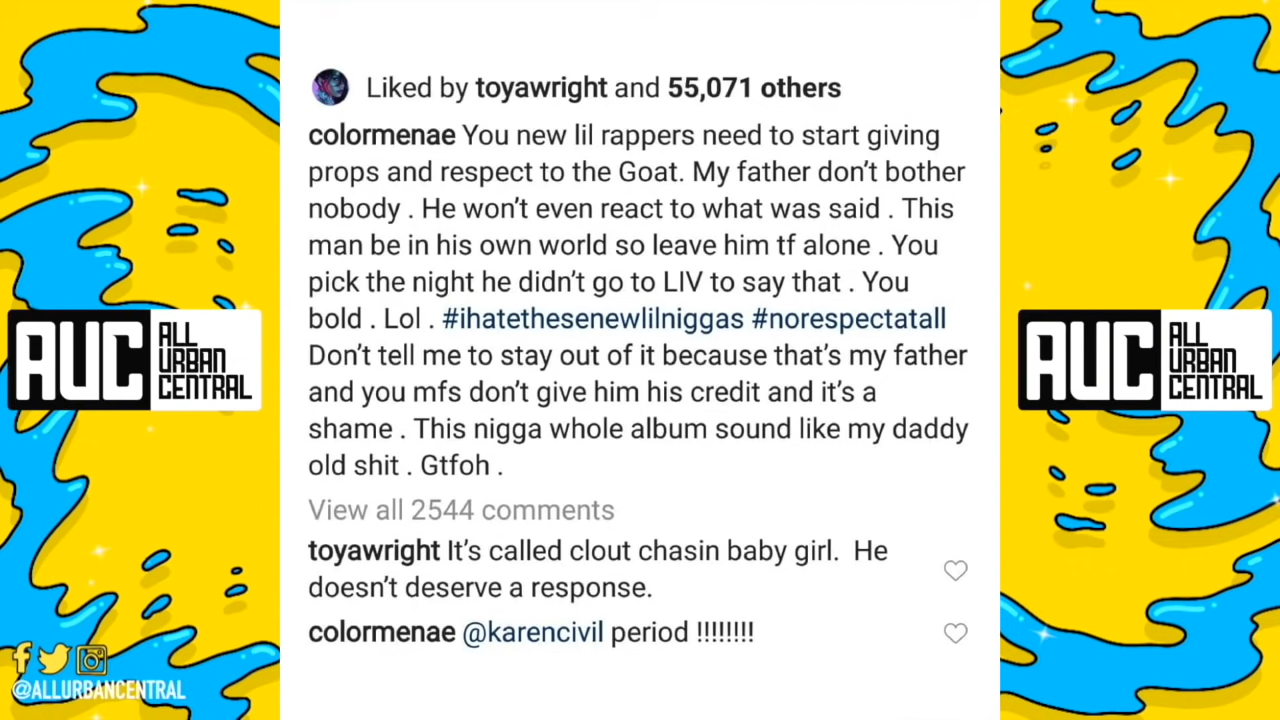 Liked by toyawright and 55,071 others
colormenae You new lil rappers need to start giving
props and respect to the Goat. My father don't bother
nobody . He won't even react to what was said . This
man be in his own world so leave him tf alone . You
pick the night he didn't go to LIV to say that . You
bold . Lol . #ihatethesenewlilniggas #norespectatall
Don't tell me to stay out of it because that's my father
and you mfs don't give him his credit and it's a
shame . This nigga whole album sound like my daddy
old shit . Gtfoh .
View all 2544 comments
toyawright It's called clout chasin baby girl.  He
doesn't deserve a response.
colormenae @karencivil period !!!!!!!!
AUC ALL
URBAN
CENTRAL
AUC ALL
URBAN
CENTRAL
@ALLURBANCENTRAL